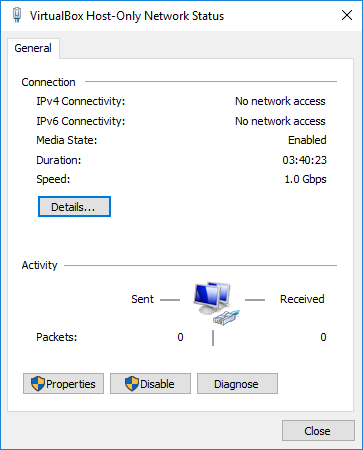 VirtualBox Host-Only Network Status
General
Connection
IPv4 Connectivity: No network access
IPv6 Connectivity: No network access
Media State: Enabled
Duration: 03:40:23
Speed: 1.0 Gbps
Details...
Activity
Sent Received
Packets: 0 0
Properties Disable Diagnose
Close